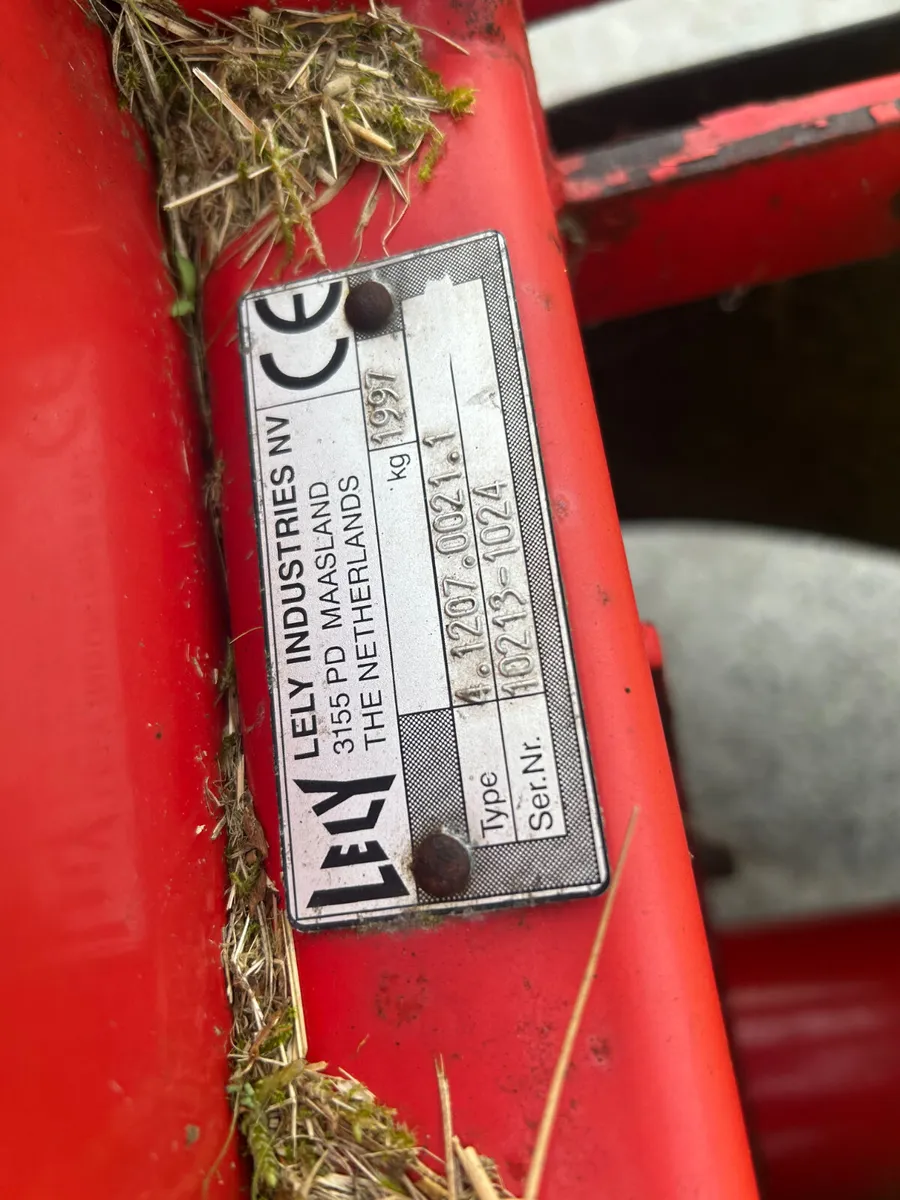 LELY
LELY INDUSTRIES NV
3155 PD MAASLAND
THE NETHERLANDS
CE
kg
1997
Type
4.1207.0021.1
Ser.Nr.
10213-1024